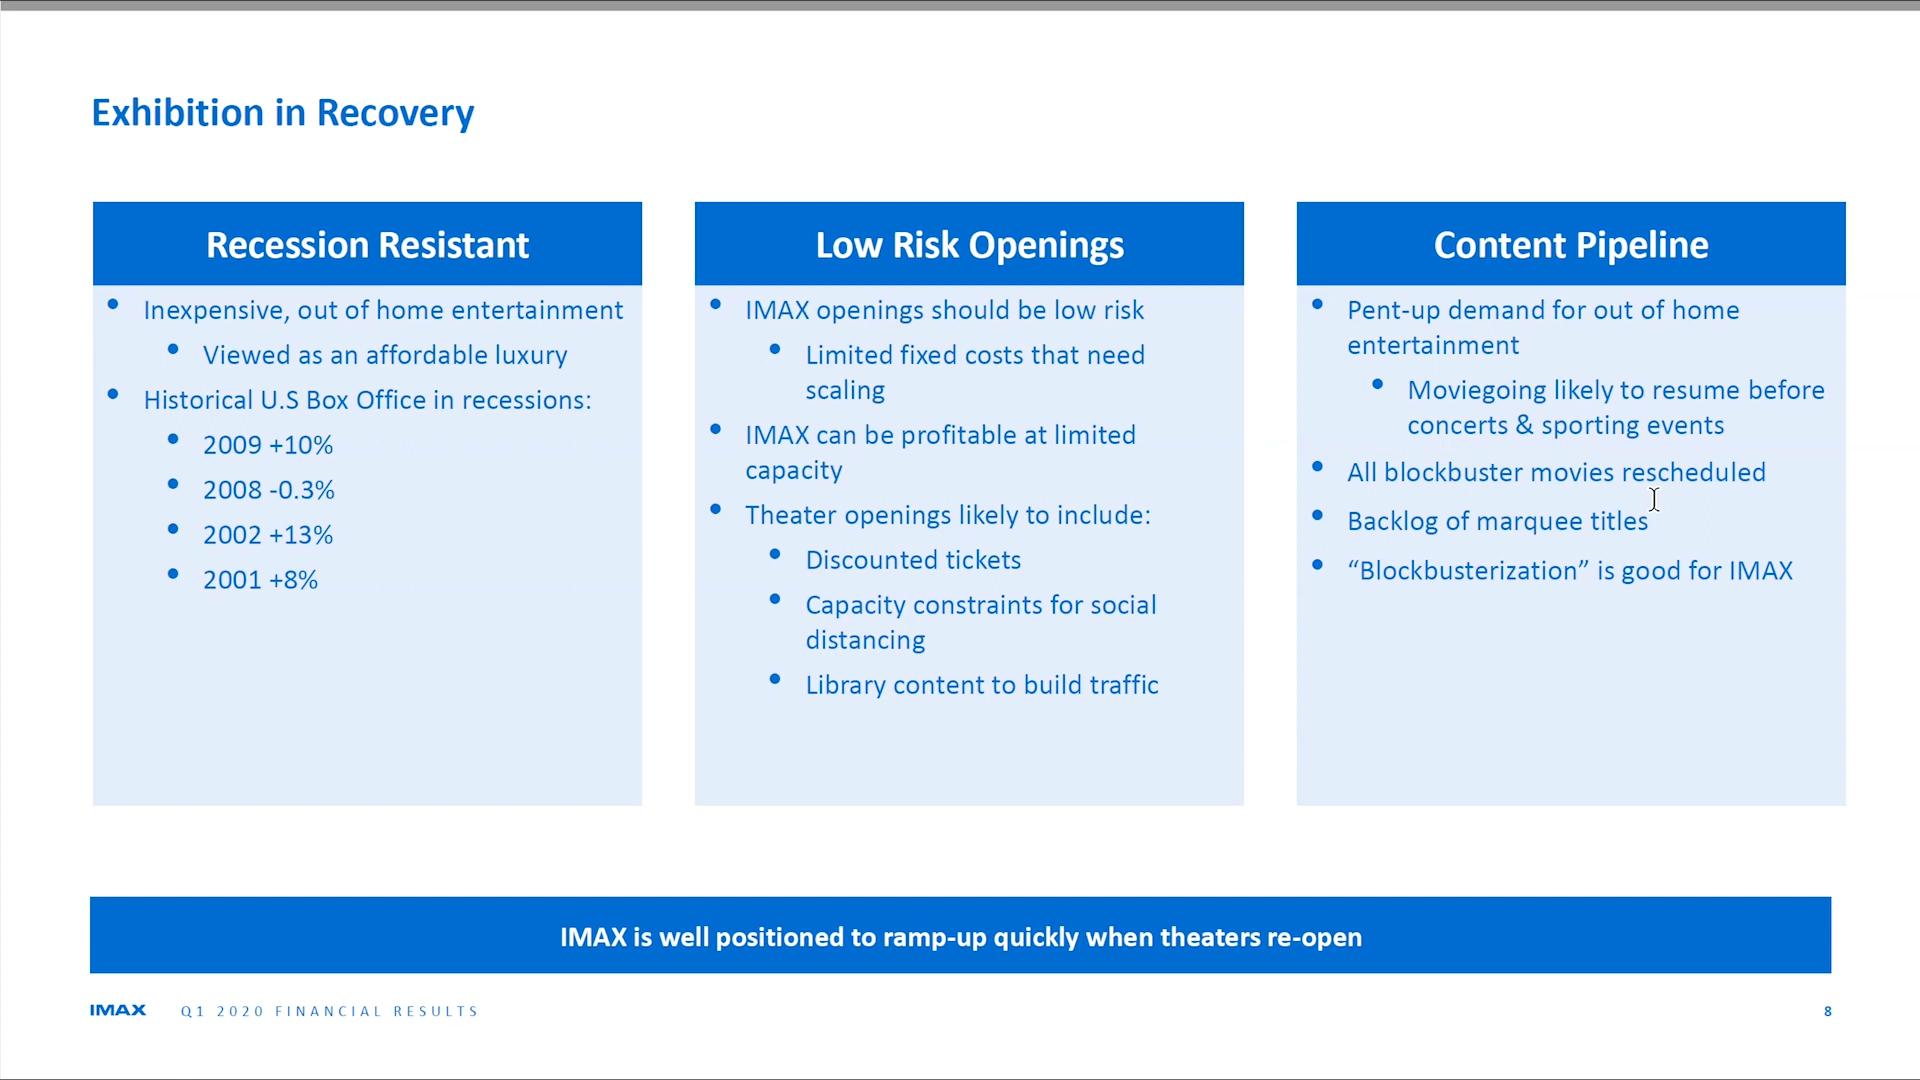 Exhibition in Recovery
Recession Resistant
Inexpensive, out of home entertainment
Viewed as an affordable luxury
Historical U.S Box Office in recessions:
2009 +10%
2008 -0.3%
2002 +13%
2001 +8%
Low Risk Openings
IMAX openings should be low risk
Limited fixed costs that need
scaling
IMAX can be profitable at limited
capacity
Theater openings likely to include:
Discounted tickets
Capacity constraints for social
distancing
Library content to build traffic
Content Pipeline
Pent-up demand for out of home
entertainment
Moviegoing likely to resume before
concerts & sporting events
All blockbuster movies rescheduled
Backlog of marquee titles
“Blockbusterization” is good for IMAX
IMAX is well positioned to ramp-up quickly when theaters re-open
IMAX Q1 2020 FINANCIAL RESULTS
8